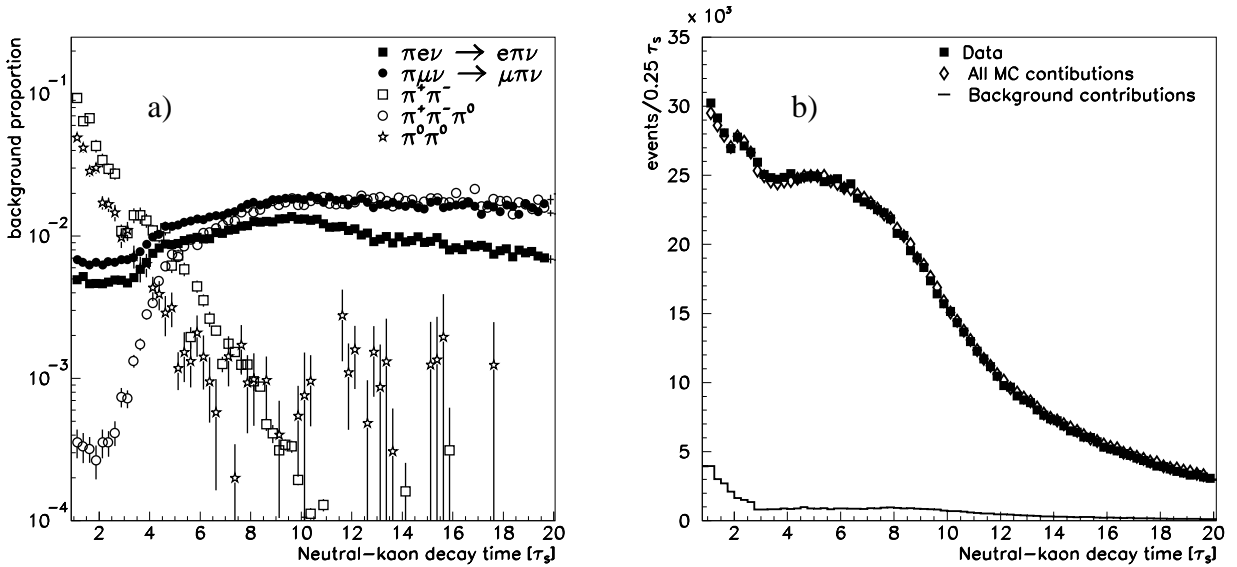 background proportion
10⁻¹
10⁻²
10⁻³
10⁻⁴
a)
■ πeν → eπν
● πμν → μπν
□ π⁺π⁻
○ π⁺π⁻π⁰
☆ π⁰π⁰
2 4 6 8 10 12 14 16 18 20
Neutral-kaon decay time [τₛ]
x 10³
events/0.25 τₛ
35
30
25
20
15
10
5
0
b)
■ Data
◇ All MC contibutions
— Background contributions
2 4 6 8 10 12 14 16 18 20
Neutral-kaon decay time [τₛ]